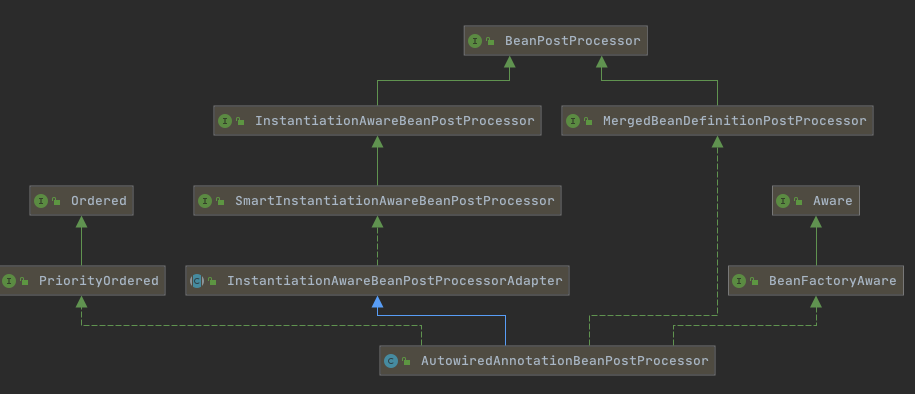 BeanPostProcessor
InstantiationAwareBeanPostProcessor
MergedBeanDefinitionPostProcessor
Ordered
SmartInstantiationAwareBeanPostProcessor
Aware
PriorityOrdered
InstantiationAwareBeanPostProcessorAdapter
BeanFactoryAware
AutowiredAnnotationBeanPostProcessor